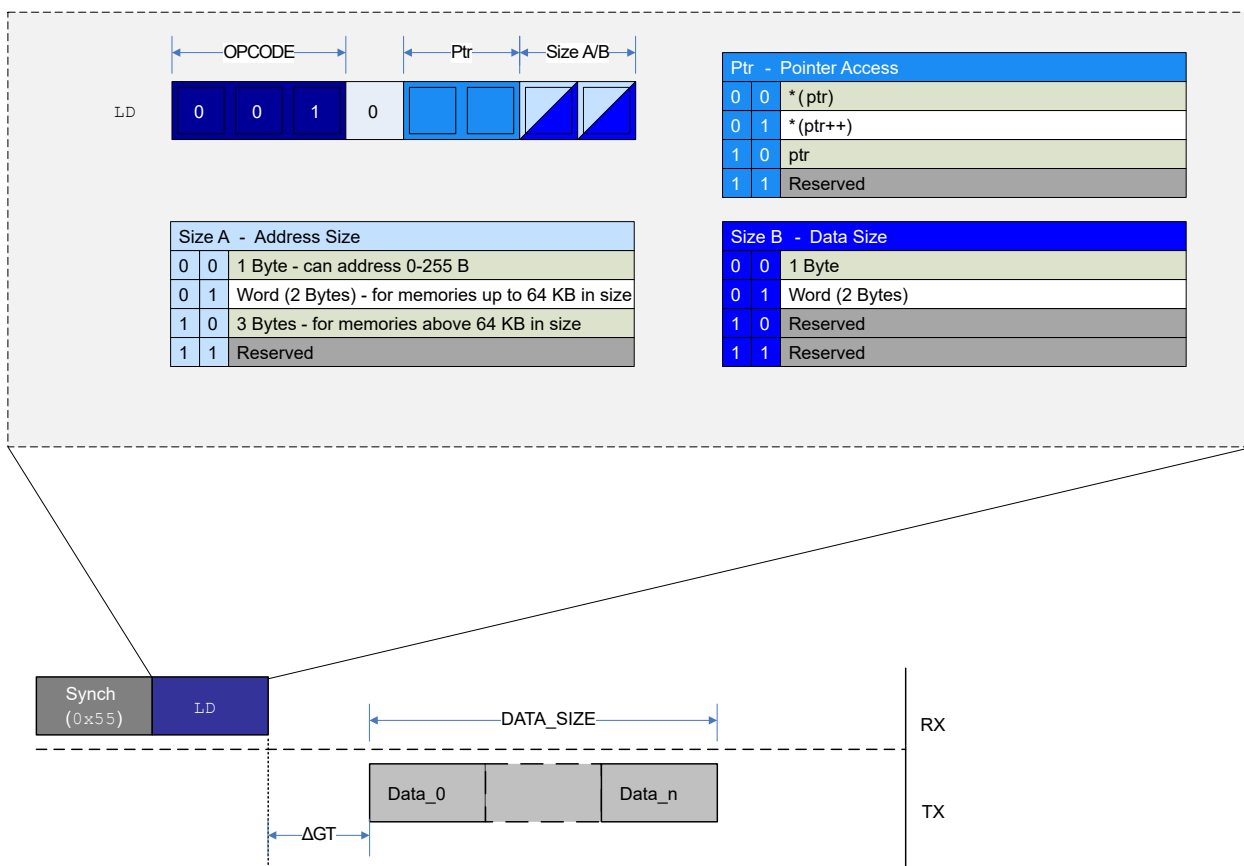 OPCODE Ptr Size A/B
LD 0 0 1 0
Ptr - Pointer Access
0 0 *(ptr)
0 1 *(ptr++)
1 0 ptr
1 1 Reserved
Size A - Address Size
0 0 1 Byte - can address 0-255 B
0 1 Word (2 Bytes) - for memories up to 64 KB in size
1 0 3 Bytes - for memories above 64 KB in size
1 1 Reserved
Size B - Data Size
0 0 1 Byte
0 1 Word (2 Bytes)
1 0 Reserved
1 1 Reserved
Synch
(0x55)
LD
DATA_SIZE
RX
Data_0 Data_n
TX
ΔGT